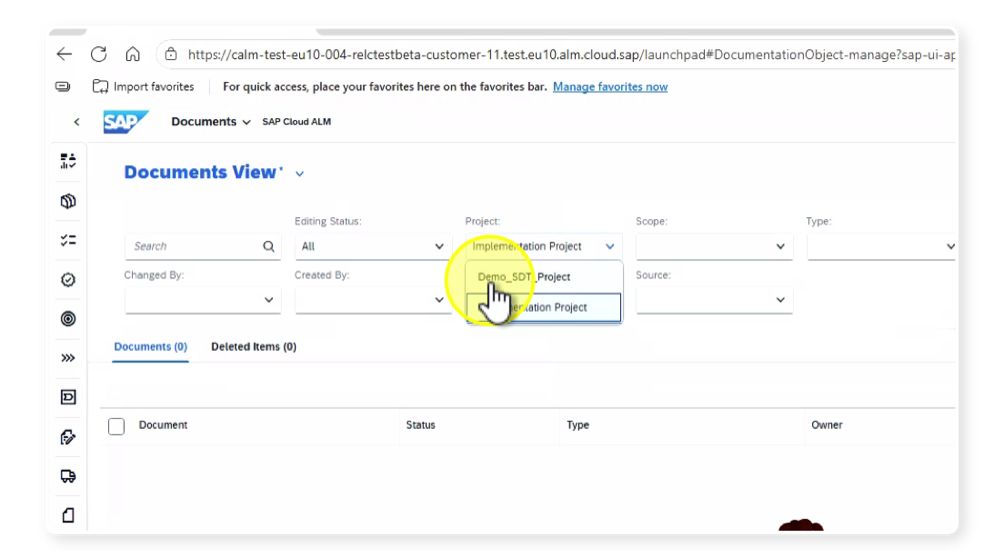 https://calm-test-eu10-004-relctestbeta-customer-11.test.eu10.alm.cloud.sap/launchpad#DocumentationObject-manage?sap-ui-ap
Import favorites For quick access, place your favorites here on the favorites bar. Manage favorites now
SAP Documents SAP Cloud ALM
Documents View*
Editing Status: Project: Scope: Type:
Search All Implementation Project
Changed By: Created By: Demo_SDT_Project Source:
entation Project
Documents (0) Deleted Items (0)
Document Status Type Owner